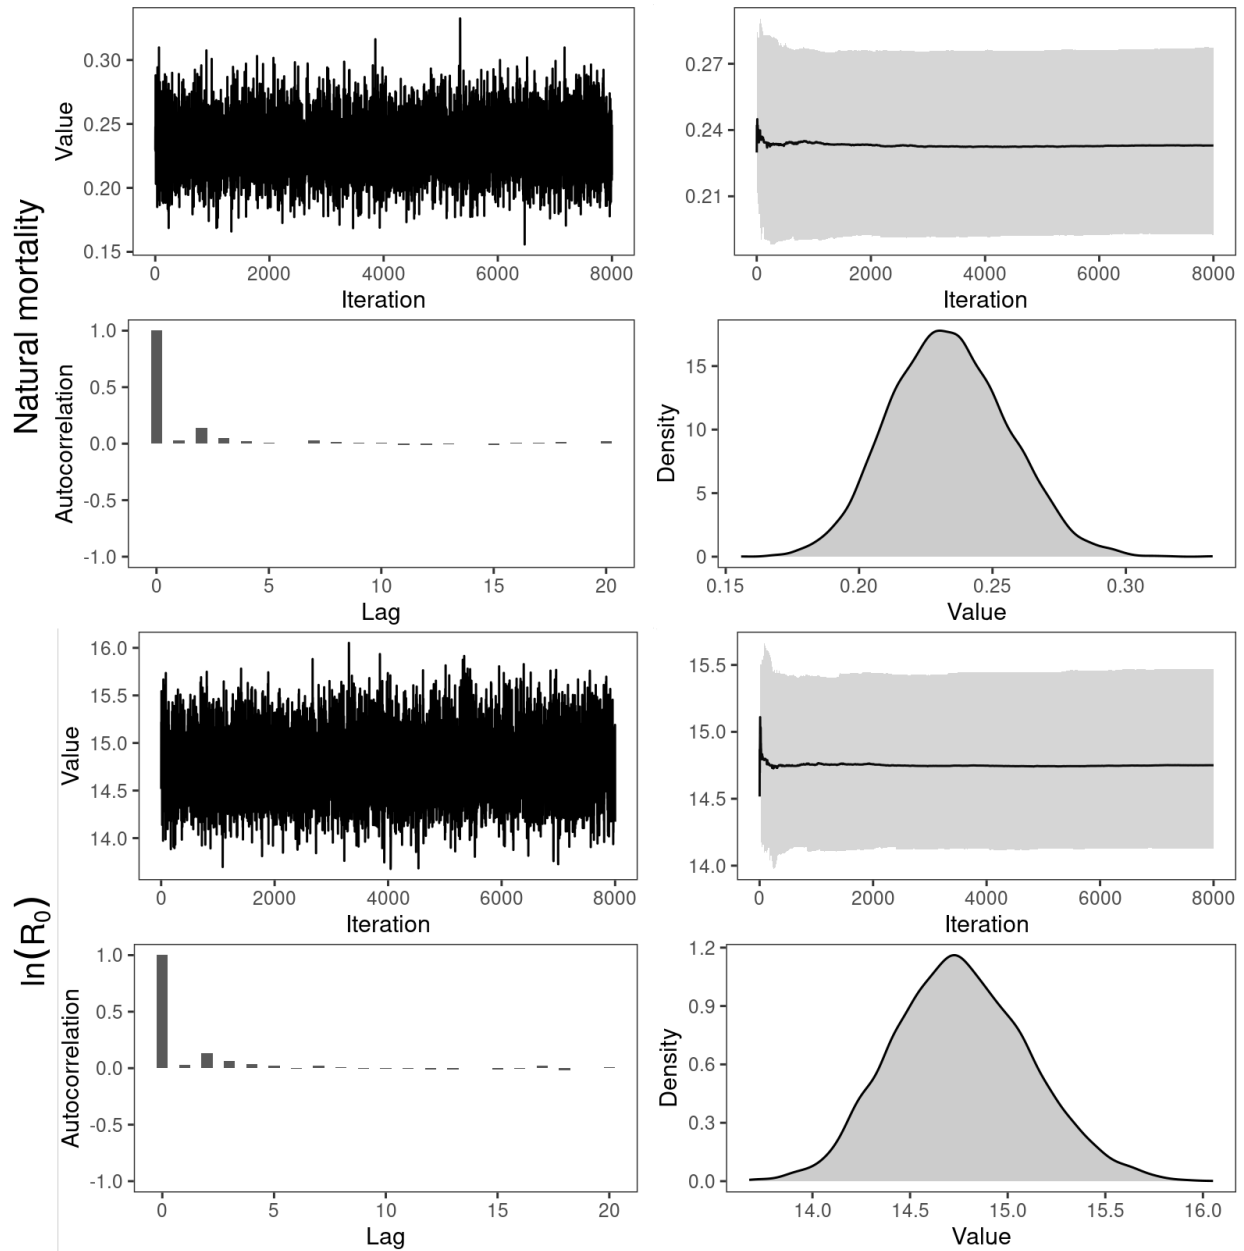 Natural mortality
Value
0.30
0.25
0.20
0.15
0 2000 4000 6000 8000
Iteration
0.27
0.24
0.21
0 2000 4000 6000 8000
Iteration
Autocorrelation
1.0
0.5
0.0
-0.5
-1.0
0 5 10 15 20
Lag
Density
15
10
5
0
0.15 0.20 0.25 0.30
Value
ln(R₀)
Value
16.0
15.5
15.0
14.5
14.0
0 2000 4000 6000 8000
Iteration
15.5
15.0
14.5
14.0
0 2000 4000 6000 8000
Iteration
Autocorrelation
1.0
0.5
0.0
-0.5
-1.0
0 5 10 15 20
Lag
Density
1.2
0.9
0.6
0.3
0.0
14.0 14.5 15.0 15.5 16.0
Value